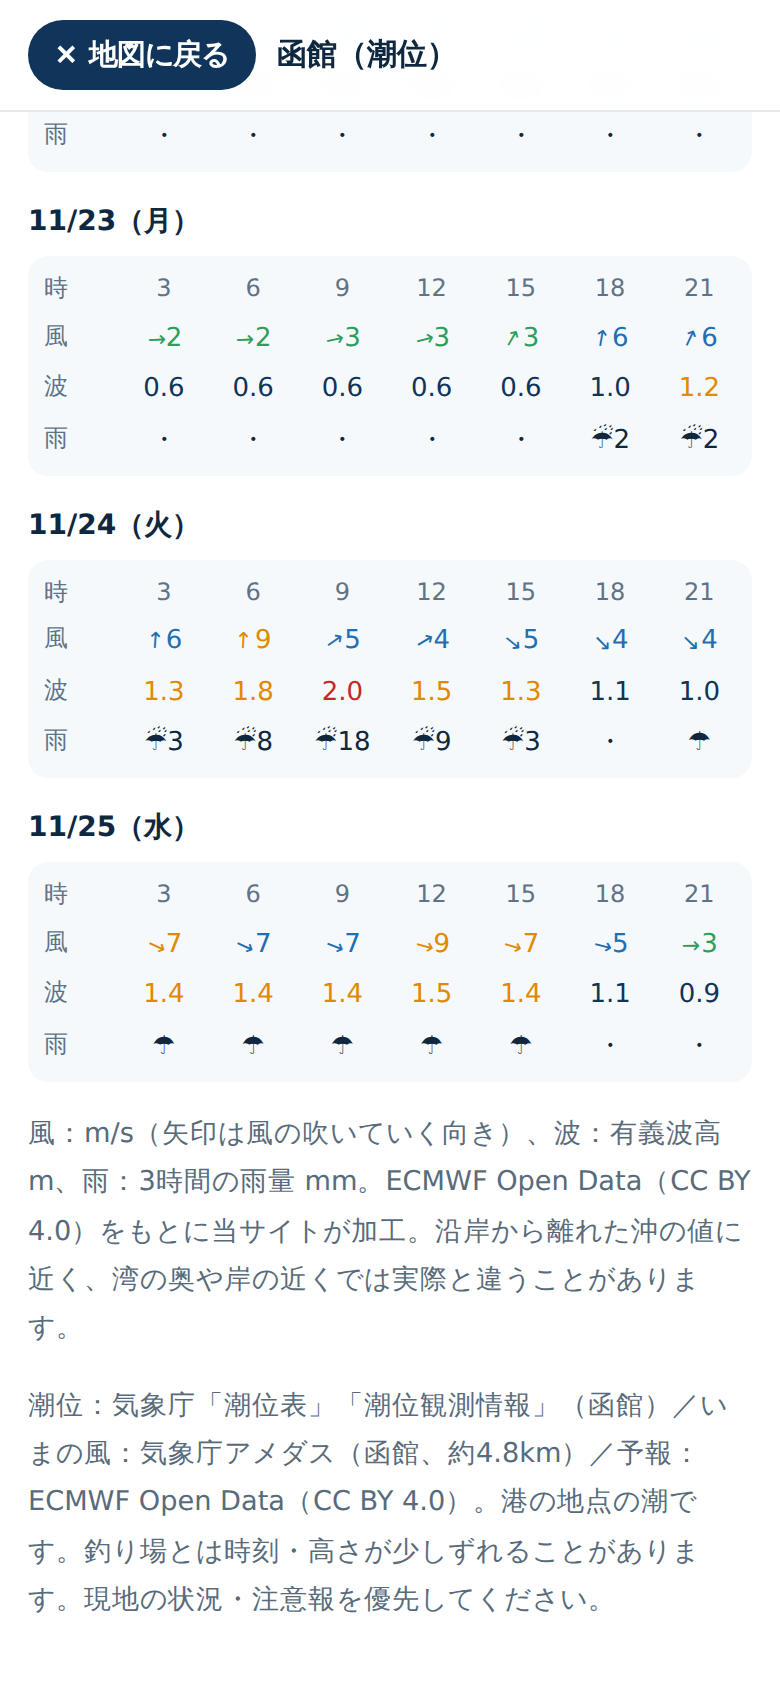 ✕ 地図に戻る 函館（潮位）
雨 ・ ・ ・ ・ ・ ・ ・
11/23（月）
時 3 6 9 12 15 18 21
風 →2 →2 →3 →3 ↗3 ↑6 ↗6
波 0.6 0.6 0.6 0.6 0.6 1.0 1.2
雨 ・ ・ ・ ・ ・ ☔2 ☔2
11/24（火）
時 3 6 9 12 15 18 21
風 ↑6 ↑9 ↗5 ↗4 ↘5 ↘4 ↘4
波 1.3 1.8 2.0 1.5 1.3 1.1 1.0
雨 ☔3 ☔8 ☔18 ☔9 ☔3 ・ ☂
11/25（水）
時 3 6 9 12 15 18 21
風 →7 →7 →7 →9 →7 →5 →3
波 1.4 1.4 1.4 1.5 1.4 1.1 0.9
雨 ☂ ☂ ☂ ☂ ☂ ・ ・
風：m/s（矢印は風の吹いていく向き）、波：有義波高
m、雨：3時間の雨量 mm。ECMWF Open Data（CC BY
4.0）をもとに当サイトが加工。沿岸から離れた沖の値に
近く、湾の奥や岸の近くでは実際と違うことがありま
す。
潮位：気象庁「潮位表」「潮位観測情報」（函館）／い
まの風：気象庁アメダス（函館、約4.8km）／予報：
ECMWF Open Data（CC BY 4.0）。港の地点の潮で
す。釣り場とは時刻・高さが少しずれることがありま
す。現地の状況・注意報を優先してください。